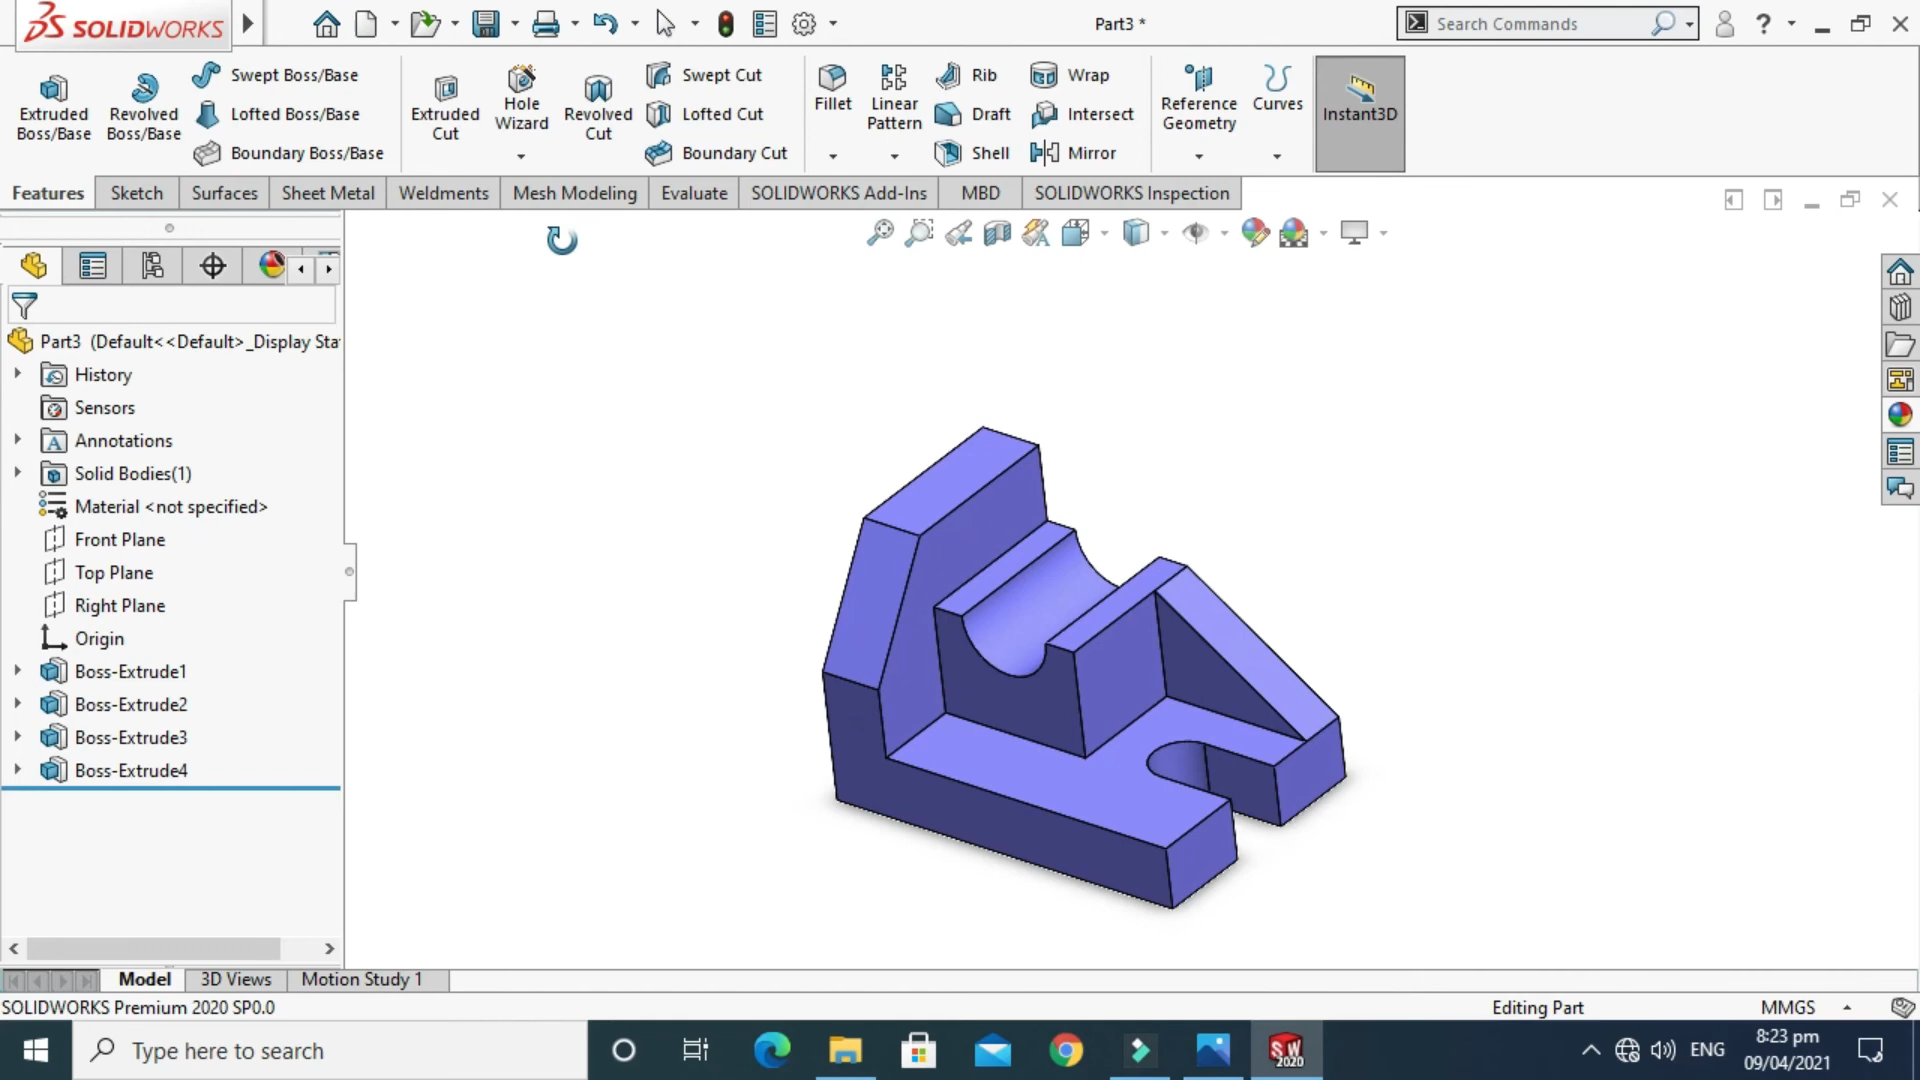 SOLIDWORKS
Part3 *
Search Commands
Extruded Boss/Base
Revolved Boss/Base
Swept Boss/Base
Lofted Boss/Base
Boundary Boss/Base
Extruded Cut
Hole Wizard
Revolved Cut
Swept Cut
Lofted Cut
Boundary Cut
Fillet
Linear Pattern
Rib
Draft
Shell
Wrap
Intersect
Mirror
Reference Geometry
Curves
Instant3D
Features
Sketch
Surfaces
Sheet Metal
Weldments
Mesh Modeling
Evaluate
SOLIDWORKS Add-Ins
MBD
SOLIDWORKS Inspection
Part3 (Default<<Default>_Display Sta
History
Sensors
Annotations
Solid Bodies(1)
Material <not specified>
Front Plane
Top Plane
Right Plane
Origin
Boss-Extrude1
Boss-Extrude2
Boss-Extrude3
Boss-Extrude4
Model
3D Views
Motion Study 1
SOLIDWORKS Premium 2020 SP0.0
Editing Part
MMGS
Type here to search
SW
2020
ENG
8:23 pm
09/04/2021